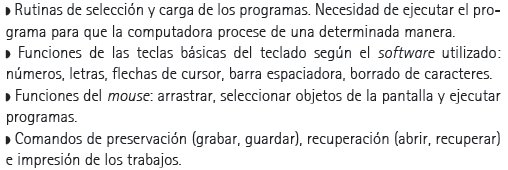 ◗ Rutinas de selección y carga de los programas. Necesidad de ejecutar el pro-
grama para que la computadora procese de una determinada manera.
◗ Funciones de las teclas básicas del teclado según el software utilizado:
números, letras, flechas de cursor, barra espaciadora, borrado de caracteres.
◗ Funciones del mouse: arrastrar, seleccionar objetos de la pantalla y ejecutar
programas.
◗ Comandos de preservación (grabar, guardar), recuperación (abrir, recuperar)
e impresión de los trabajos.